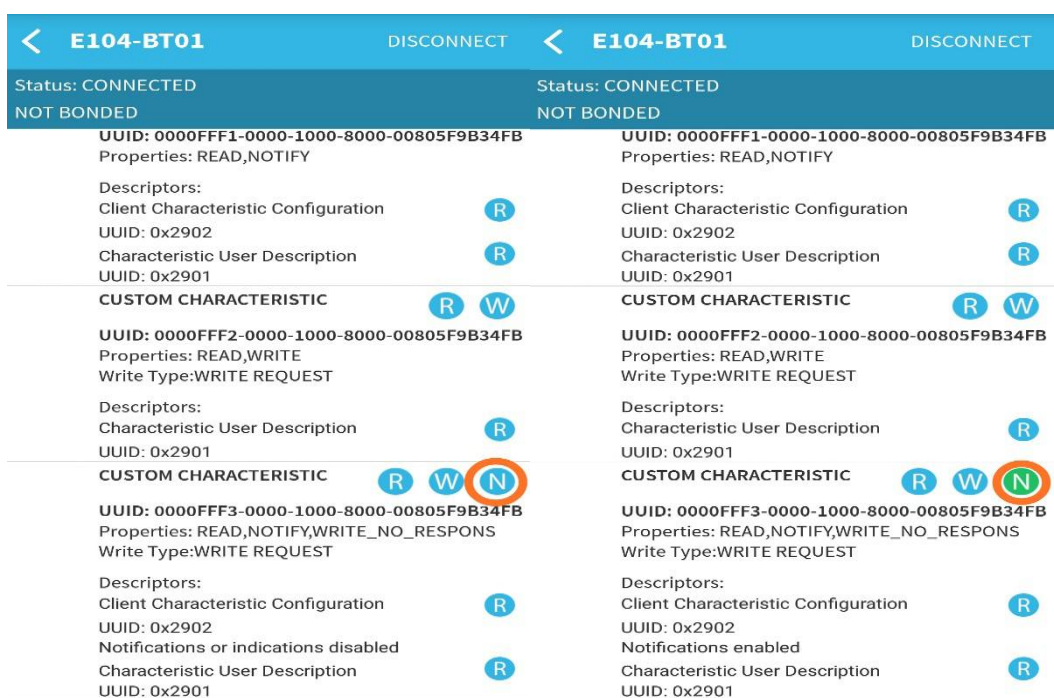 E104-BT01 DISCONNECT
Status: CONNECTED
NOT BONDED
UUID: 0000FFF1-0000-1000-8000-00805F9B34FB
Properties: READ,NOTIFY
Descriptors:
Client Characteristic Configuration R
UUID: 0x2902
Characteristic User Description R
UUID: 0x2901
CUSTOM CHARACTERISTIC R W
UUID: 0000FFF2-0000-1000-8000-00805F9B34FB
Properties: READ,WRITE
Write Type:WRITE REQUEST
Descriptors:
Characteristic User Description R
UUID: 0x2901
CUSTOM CHARACTERISTIC R W N
UUID: 0000FFF3-0000-1000-8000-00805F9B34FB
Properties: READ,NOTIFY,WRITE_NO_RESPONS
Write Type:WRITE REQUEST
Descriptors:
Client Characteristic Configuration R
UUID: 0x2902
Notifications or indications disabled
Characteristic User Description R
UUID: 0x2901
E104-BT01 DISCONNECT
Status: CONNECTED
NOT BONDED
UUID: 0000FFF1-0000-1000-8000-00805F9B34FB
Properties: READ,NOTIFY
Descriptors:
Client Characteristic Configuration R
UUID: 0x2902
Characteristic User Description R
UUID: 0x2901
CUSTOM CHARACTERISTIC R W
UUID: 0000FFF2-0000-1000-8000-00805F9B34FB
Properties: READ,WRITE
Write Type:WRITE REQUEST
Descriptors:
Characteristic User Description R
UUID: 0x2901
CUSTOM CHARACTERISTIC R W N
UUID: 0000FFF3-0000-1000-8000-00805F9B34FB
Properties: READ,NOTIFY,WRITE_NO_RESPONS
Write Type:WRITE REQUEST
Descriptors:
Client Characteristic Configuration R
UUID: 0x2902
Notifications enabled
Characteristic User Description R
UUID: 0x2901